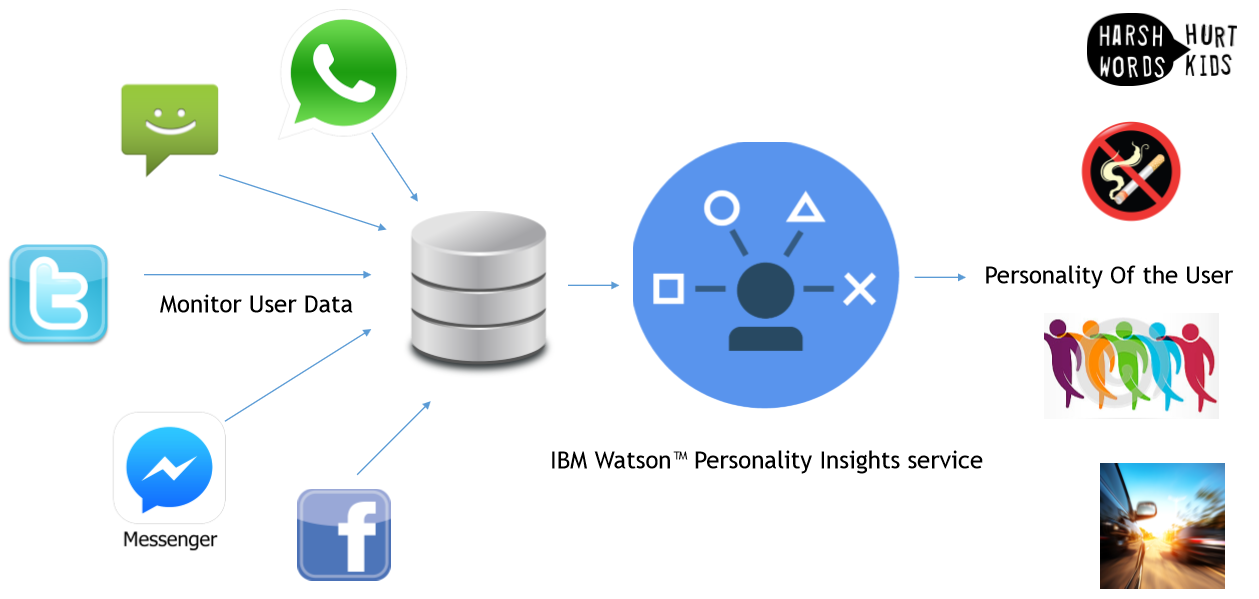 HARSH HURT
WORDS KIDS
Monitor User Data
Personality Of the User
IBM Watson™ Personality Insights service
Messenger